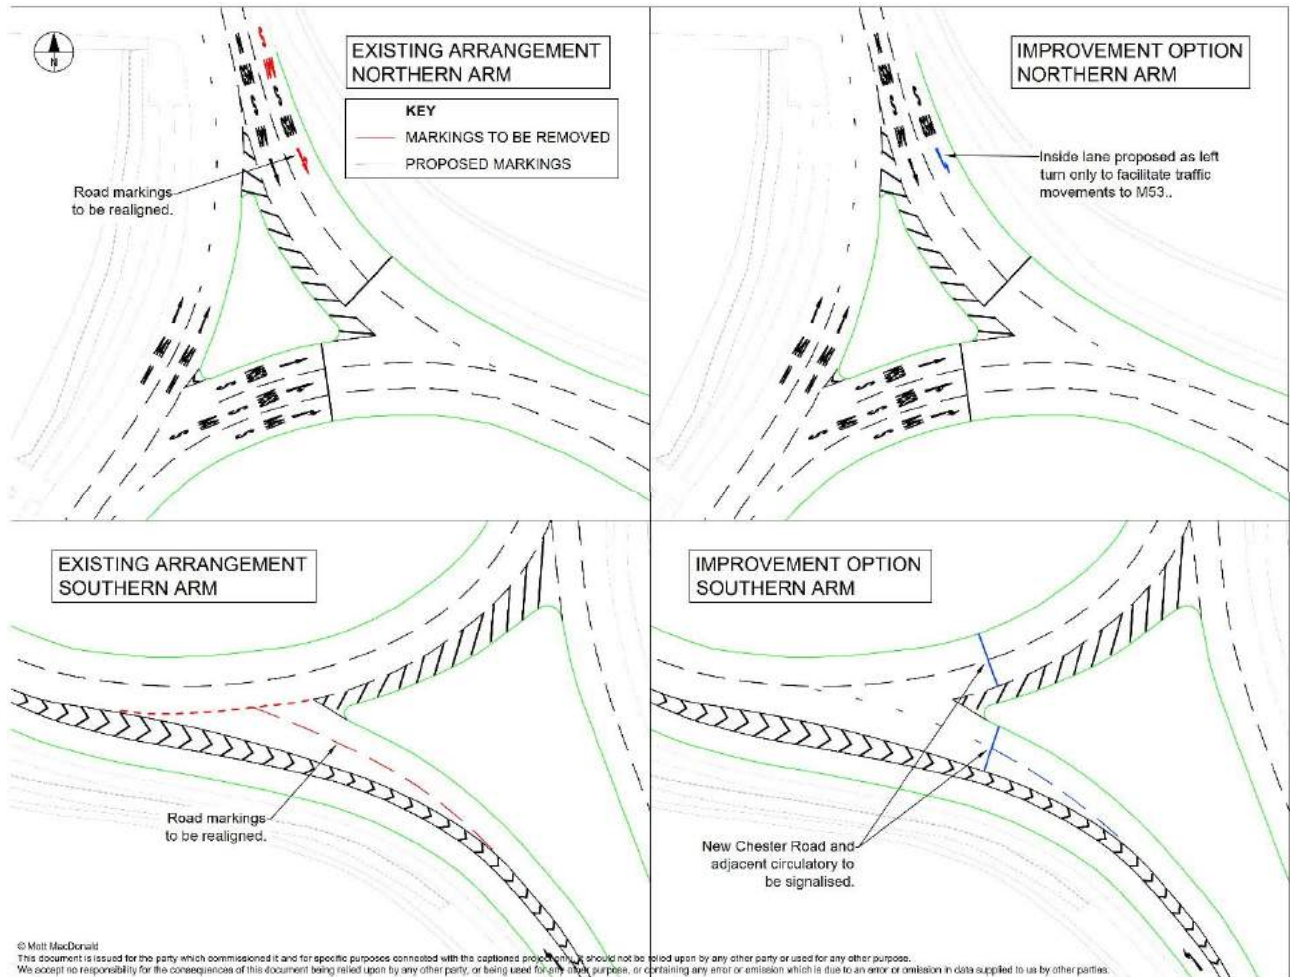 N
EXISTING ARRANGEMENT
NORTHERN ARM
KEY
MARKINGS TO BE REMOVED
PROPOSED MARKINGS
Road markings
to be realigned.
IMPROVEMENT OPTION
NORTHERN ARM
Inside lane proposed as left
turn only to facilitate traffic
movements to M53..
EXISTING ARRANGEMENT
SOUTHERN ARM
Road markings
to be realigned.
IMPROVEMENT OPTION
SOUTHERN ARM
New Chester Road and
adjacent circulatory to
be signalised.
© Mott MacDonald
This document is issued for the party which commissioned it and for specific purposes connected with the captioned project only. It should not be relied upon by any other party or used for any other purpose.
We accept no responsibility for the consequences of this document being relied upon by any other party, or being used for any other purpose, or containing any error or omission which is due to an error or omission in data supplied to us by other parties.